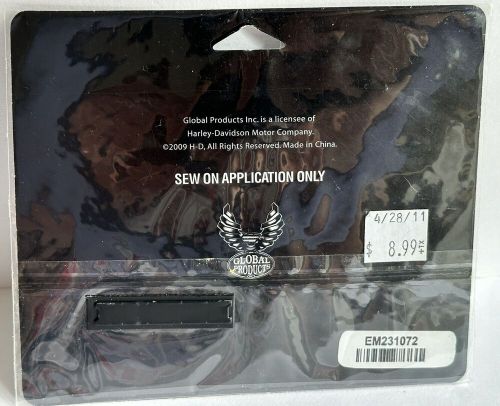 Global Products Inc. is a licensee of
Harley-Davidson Motor Company.
©2009 H-D, All Rights Reserved. Made in China.
SEW ON APPLICATION ONLY
4/28/11
$ 8.99+TX
GLOBAL
PRODUCTS
EM231072